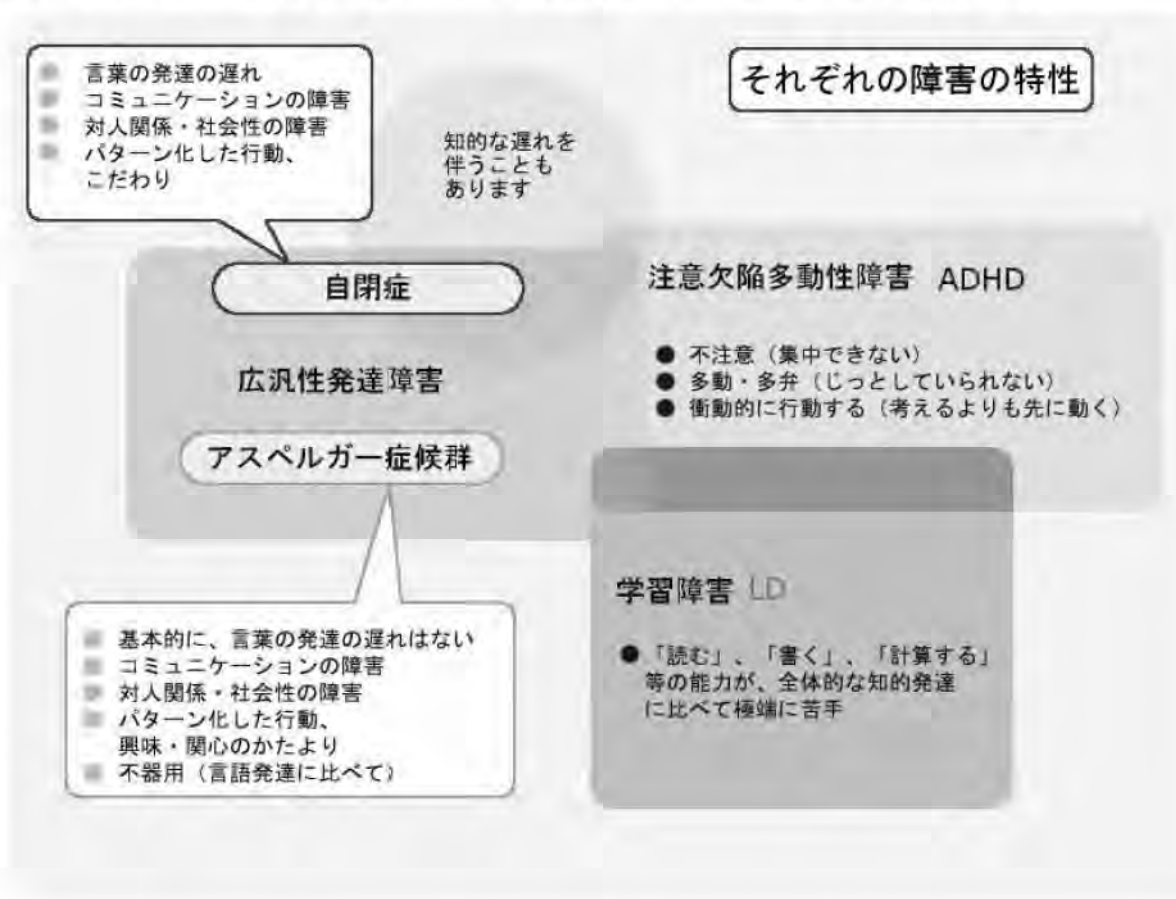 それぞれの障害の特性
言葉の発達の遅れ
コミュニケーションの障害
対人関係・社会性の障害
パターン化した行動、
こだわり
知的な遅れを
伴うことも
あります
自閉症
広汎性発達障害
アスペルガー症候群
基本的に、言葉の発達の遅れはない
コミュニケーションの障害
対人関係・社会性の障害
パターン化した行動、
興味・関心のかたより
不器用（言語発達に比べて）
注意欠陥多動性障害 ADHD
● 不注意（集中できない）
● 多動・多弁（じっとしていられない）
● 衝動的に行動する（考えるよりも先に動く）
学習障害 LD
● 「読む」、「書く」、「計算する」
等の能力が、全体的な知的発達
に比べて極端に苦手